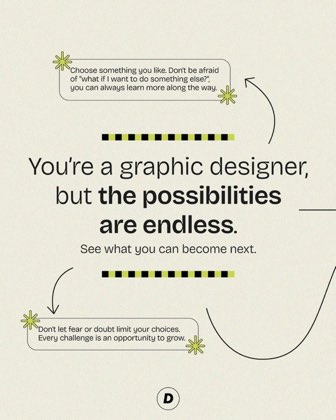 Choose something you like. Don't be afraid
of "what if I want to do something else?",
you can always learn more along the way.
You're a graphic designer,
but the possibilities
are endless.
See what you can become next.
Don't let fear or doubt limit your choices.
Every challenge is an opportunity to grow.
D